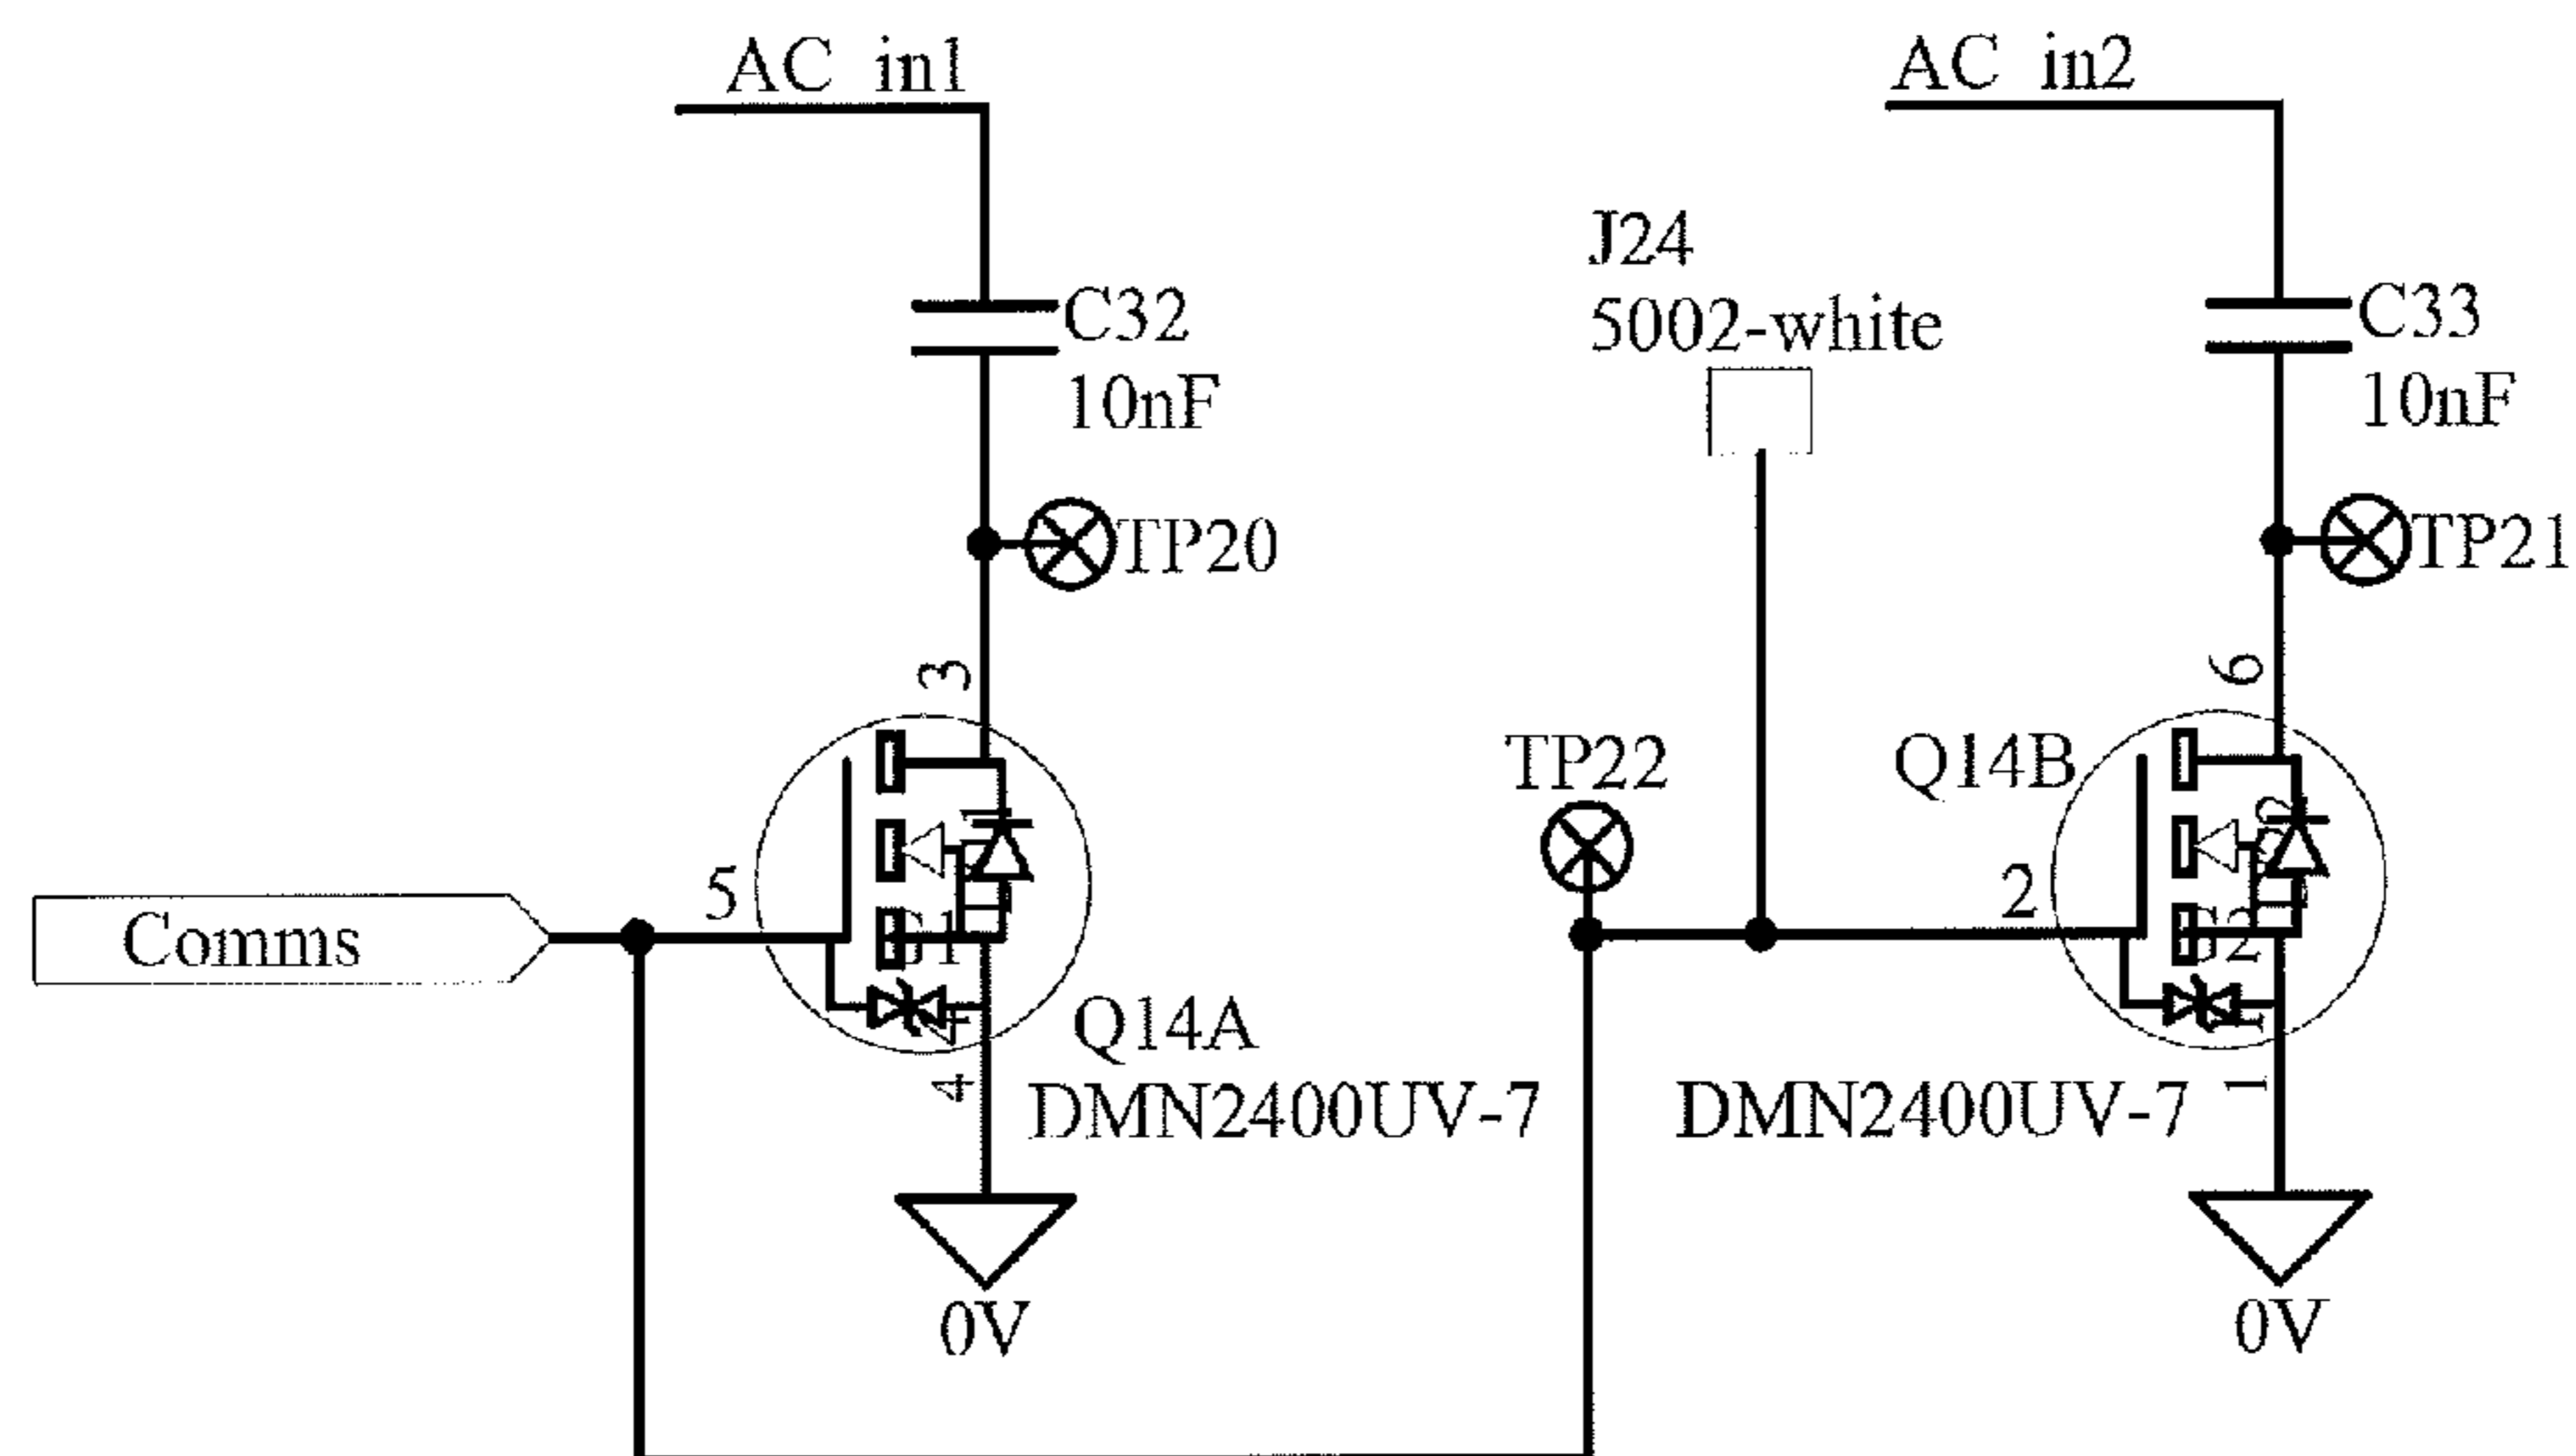 AC in1
AC in2
J24
5002-white
C32
10nF
C33
10nF
TP20
TP21
3
6
TP22
Q14B
5
2
Comms
Q14A
DMN2400UV-7
4
DMN2400UV-7
1
0V
0V